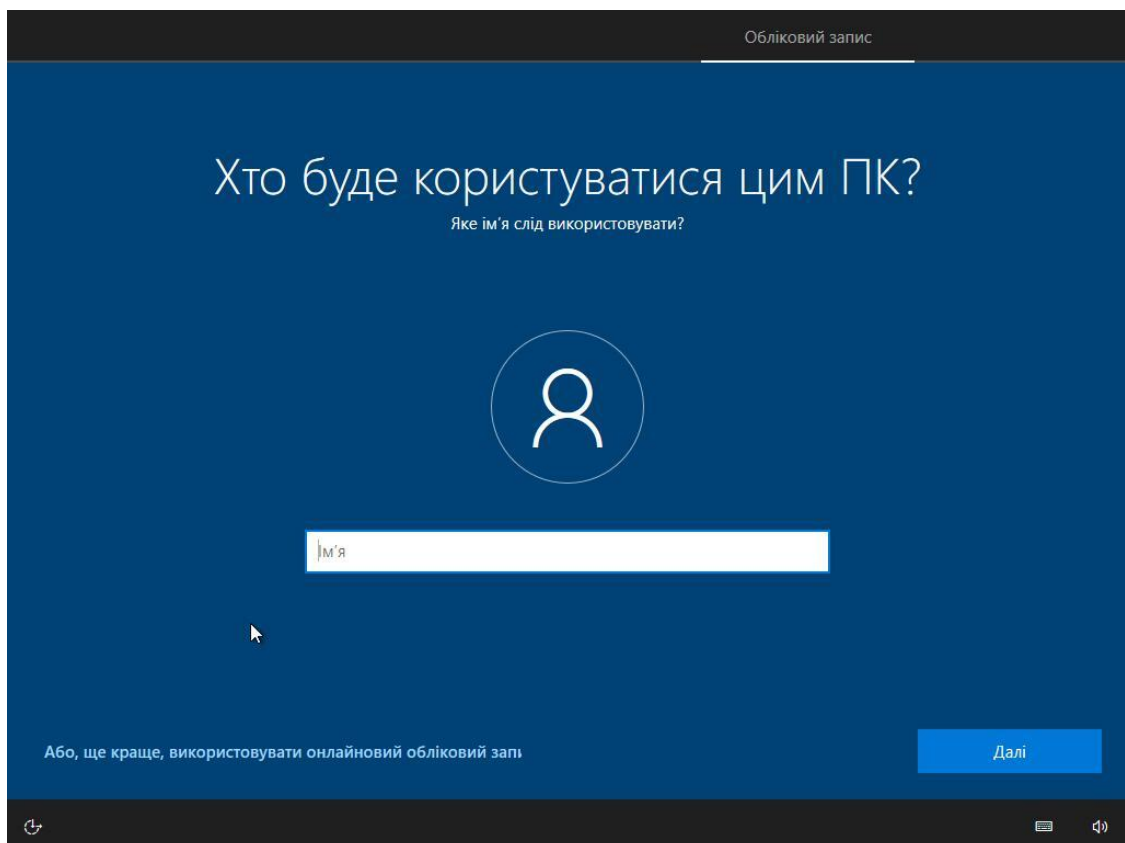 Обліковий запис
Хто буде користуватися цим ПК?
Яке ім'я слід використовувати?
Ім'я
Або, ще краще, використовувати онлайновий обліковий запи
Далі